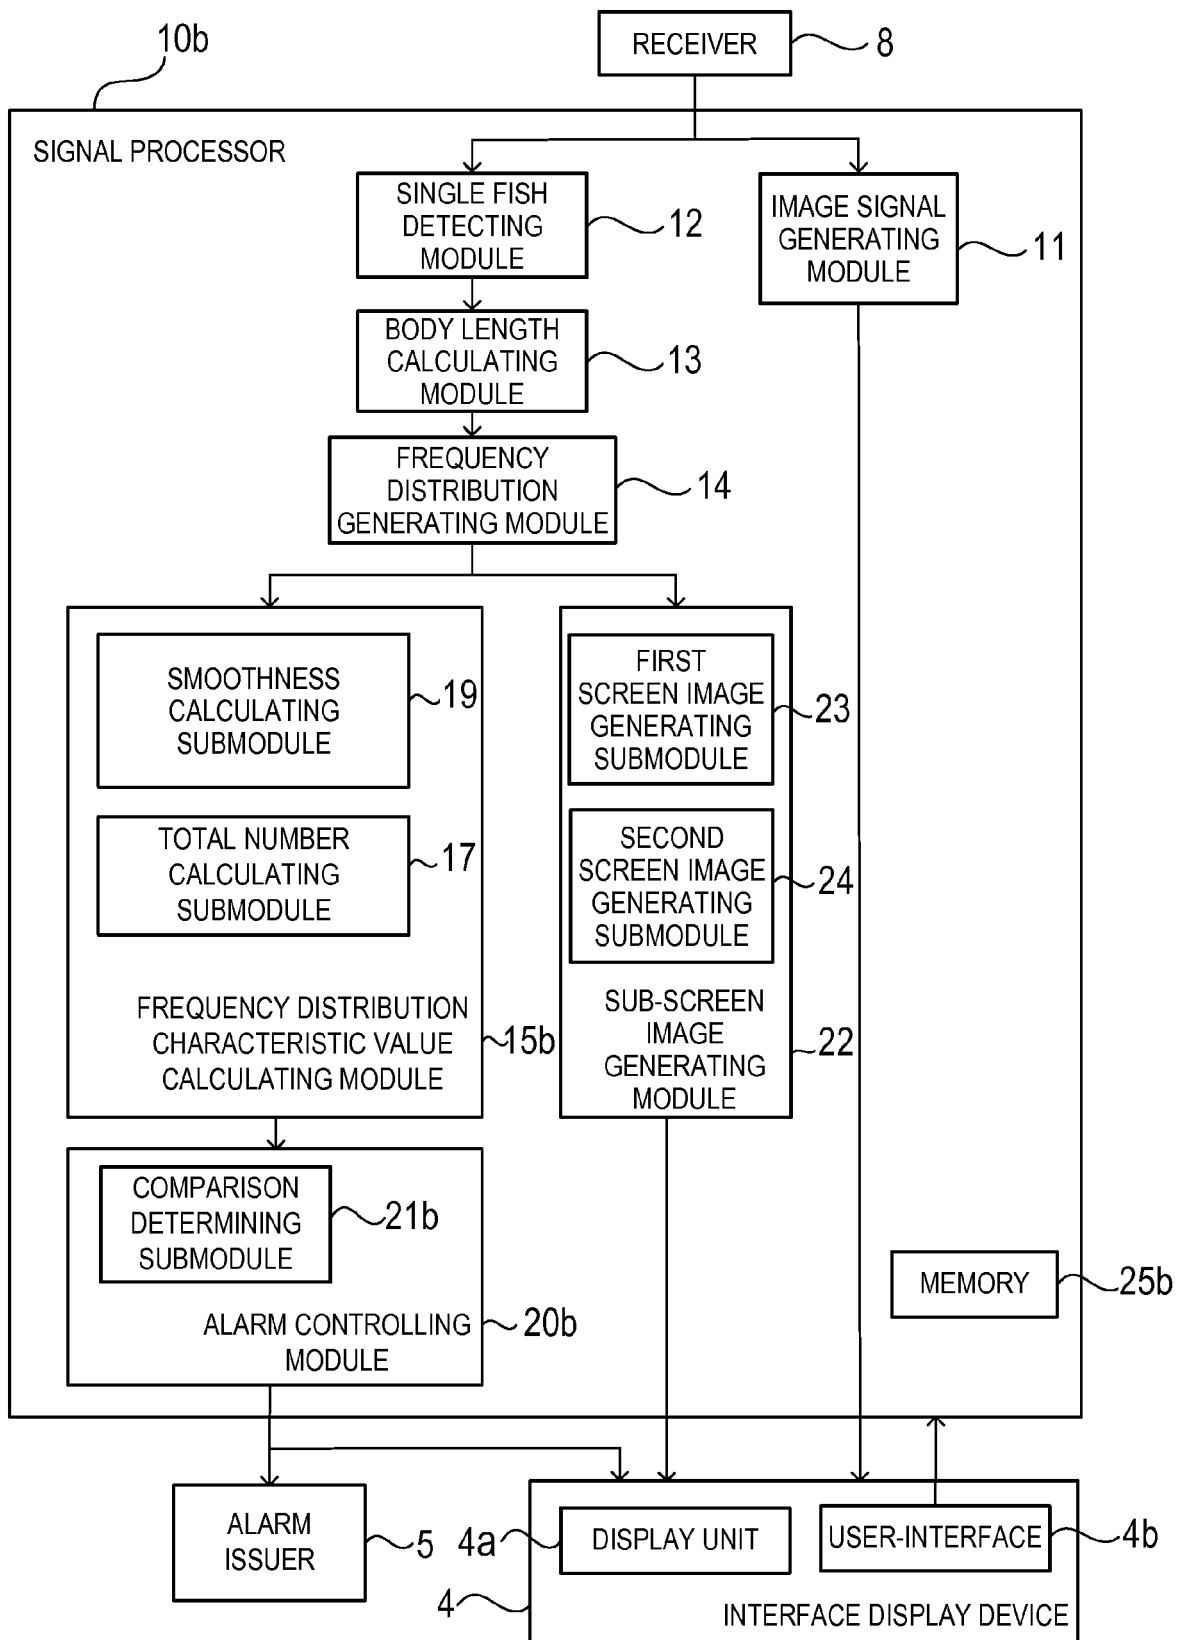 10b
RECEIVER
8
SIGNAL PROCESSOR
SINGLE FISH
DETECTING
MODULE
12
IMAGE SIGNAL
GENERATING
MODULE
11
BODY LENGTH
CALCULATING
MODULE
13
FREQUENCY
DISTRIBUTION
GENERATING MODULE
14
SMOOTHNESS
CALCULATING
SUBMODULE
19
FIRST
SCREEN IMAGE
GENERATING
SUBMODULE
23
TOTAL NUMBER
CALCULATING
SUBMODULE
17
SECOND
SCREEN IMAGE
GENERATING
SUBMODULE
24
FREQUENCY DISTRIBUTION
CHARACTERISTIC VALUE
CALCULATING MODULE
15b
SUB-SCREEN
IMAGE
GENERATING
MODULE
22
COMPARISON
DETERMINING
SUBMODULE
21b
ALARM CONTROLLING
MODULE
20b
MEMORY
25b
ALARM
ISSUER
5
4a
DISPLAY UNIT
USER-INTERFACE
4b
4
INTERFACE DISPLAY DEVICE